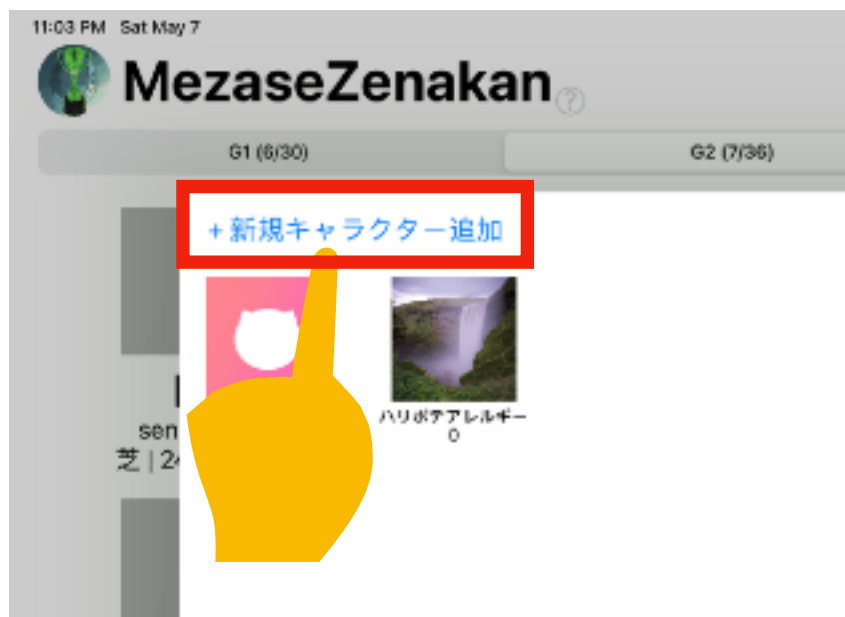 11:03 PM Sat May 7
MezaseZenakan
?
G1 (6/30)
G2 (7/36)
+新規キャラクター追加
ハリボテアレルギー
0
sen
芝 | 2